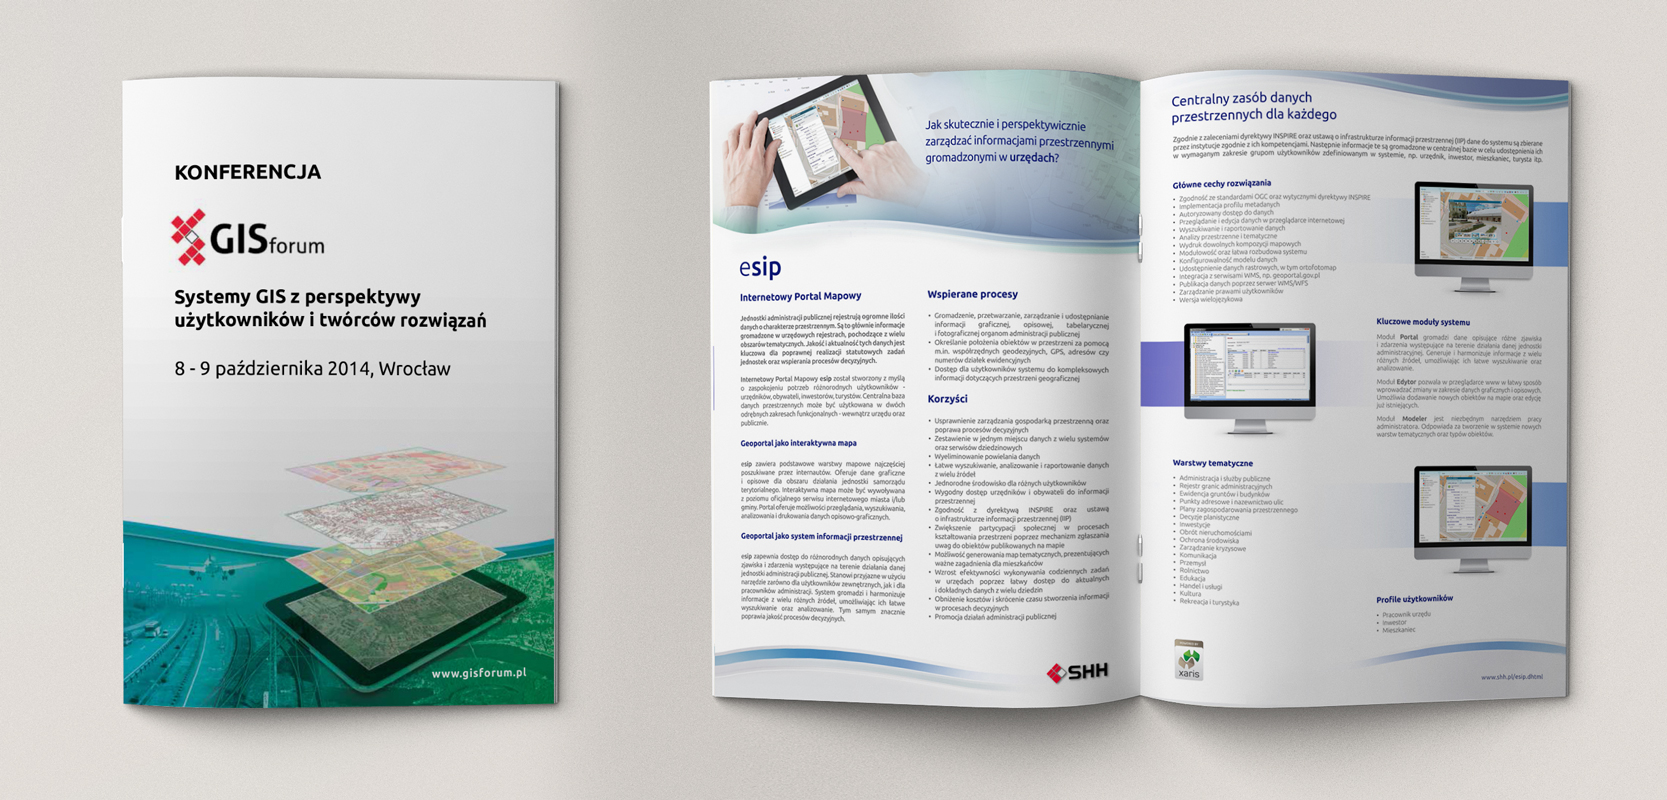 KONFERENCJA
GISforum
Systemy GIS z perspektywy
użytkowników i twórców rozwiązań
8 - 9 października 2014, Wrocław
www.gisforum.pl
Jak skutecznie i perspektywicznie
zarządzać informacjami przestrzennymi
gromadzonymi w urzędach?
esip
Internetowy Portal Mapowy
Jednostki administracji publicznej rejestrują ogromne ilości
danych o charakterze przestrzennym. Są to głównie informacje
gromadzone w urzędowych rejestrach, pochodzące z wielu
obszarów tematycznych. Jakość i aktualność tych danych jest
kluczowa dla poprawnej realizacji statutowych zadań
jednostek oraz wspierania procesów decyzyjnych.
Internetowy Portal Mapowy esip został stworzony z myślą
o zaspokojeniu potrzeb różnorodnych użytkowników -
urzędników, obywateli, inwestorów, turystów. Centralna baza
danych przestrzennych może być użytkowana w dwóch
odrębnych zakresach funkcjonalnych - wewnątrz urzędu oraz
publicznie.
Geoportal jako interaktywna mapa
esip zawiera podstawowe warstwy mapowe najczęściej
poszukiwane przez internautów. Oferuje dane graficzne
i opisowe dla obszaru działania jednostki samorządu
terytorialnego. Interaktywna mapa może być wywoływana
z poziomu oficjalnego serwisu internetowego miasta i/lub
gminy. Portal oferuje możliwości przeglądania, wyszukiwania,
analizowania i drukowania danych opisowo-graficznych.
Geoportal jako system informacji przestrzennej
esip zapewnia dostęp do różnorodnych danych opisujących
zjawiska i zdarzenia występujące na terenie działania danej
jednostki administracji publicznej. Stanowi przyjazne w użyciu
narzędzie zarówno dla użytkowników zewnętrznych, jak i dla
pracowników administracji. System gromadzi i harmonizuje
informacje z wielu różnych źródeł, umożliwiając ich łatwe
wyszukiwanie oraz analizowanie. Tym samym znacznie
poprawia jakość procesów decyzyjnych.
Wspierane procesy
• Gromadzenie, przetwarzanie, zarządzanie i udostępnianie
informacji graficznej, opisowej, tabelarycznej
i fotograficznej organom administracji publicznej
• Określanie położenia obiektów w przestrzeni za pomocą
m.in. współrzędnych geodezyjnych, GPS, adresów czy
numerów działek ewidencyjnych
• Dostęp dla użytkowników systemu do kompleksowych
informacji dotyczących przestrzeni geograficznej
Korzyści
• Usprawnienie zarządzania gospodarką przestrzenną oraz
poprawa procesów decyzyjnych
• Zestawienie w jednym miejscu danych z wielu systemów
oraz serwisów dziedzinowych
• Wyeliminowanie powielania danych
• Łatwe wyszukiwanie, analizowanie i raportowanie danych
z wielu źródeł
• Jednorodne środowisko dla różnych użytkowników
• Wygodny dostęp urzędników i obywateli do informacji
przestrzennej
• Zgodność z dyrektywą INSPIRE oraz ustawą
o infrastrukturze informacji przestrzennej (IIP)
• Zwiększenie partycypacji społecznej w procesach
kształtowania przestrzeni poprzez mechanizm zgłaszania
uwag do obiektów publikowanych na mapie
• Możliwość generowania map tematycznych, prezentujących
ważne zagadnienia dla mieszkańców
• Wzrost efektywności wykonywania codziennych zadań
w urzędach poprzez łatwy dostęp do aktualnych
i dokładnych danych z wielu dziedzin
• Obniżenie kosztów i skrócenie czasu stworzenia informacji
w procesach decyzyjnych
• Promocja działań administracji publicznej
SHH
Centralny zasób danych
przestrzennych dla każdego
Zgodnie z zaleceniami dyrektywy INSPIRE oraz ustawą o infrastrukturze informacji przestrzennej (IIP) dane do systemu są zbierane
przez instytucje zgodnie z ich kompetencjami. Następnie informacje te są gromadzone w centralnej bazie w celu udostępnienia ich
w wymaganym zakresie grupom użytkowników zdefiniowanym w systemie, np. urzędnik, inwestor, mieszkaniec, turysta itp.
Główne cechy rozwiązania
• Zgodność ze standardami OGC oraz wytycznymi dyrektywy INSPIRE
• Implementacja profilu metadanych
• Autoryzowany dostęp do danych
• Przeglądanie i edycja danych w przeglądarce internetowej
• Wyszukiwanie i raportowanie danych
• Analizy przestrzenne i tematyczne
• Wydruk dowolnych kompozycji mapowych
• Modułowość oraz łatwa rozbudowa systemu
• Konfigurowalność modelu danych
• Udostępnienie danych rastrowych, w tym ortofotomap
• Integracja z serwisami WMS, np. geoportal.gov.pl
• Publikacja danych poprzez serwer WMS/WFS
• Zarządzanie prawami użytkowników
• Wersja wielojęzykowa
Kluczowe moduły systemu
Moduł Portal gromadzi dane opisujące różne zjawiska
i zdarzenia występujące na terenie działania danej jednostki
administracyjnej. Generuje i harmonizuje informacje z wielu
różnych źródeł, umożliwiając ich łatwe wyszukiwanie oraz
analizowanie.
Moduł Edytor pozwala w przeglądarce www w łatwy sposób
wprowadzać zmiany w zakresie danych graficznych i opisowych.
Umożliwia dodawanie nowych obiektów na mapie oraz edycję
już istniejących.
Moduł Modeler jest niezbędnym narzędziem pracy
administratora. Odpowiada za tworzenie w systemie nowych
warstw tematycznych oraz typów obiektów.
Warstwy tematyczne
• Administracja i służby publiczne
• Rejestr granic administracyjnych
• Ewidencja gruntów i budynków
• Punkty adresowe i nazewnictwo ulic
• Plany zagospodarowania przestrzennego
• Decyzje planistyczne
• Inwestycje
• Obrót nieruchomościami
• Ochrona środowiska
• Zarządzanie kryzysowe
• Komunikacja
• Przemysł
• Rolnictwo
• Edukacja
• Handel i usługi
• Kultura
• Rekreacja i turystyka
Profile użytkowników
• Pracownik urzędu
• Inwestor
• Mieszkaniec
xaris
www.shh.pl/esip.dhtml